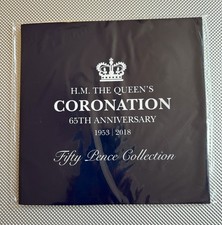 H.M. THE QUEEN'S
CORONATION
65TH ANNIVERSARY
1953 | 2018
Fifty Pence Collection